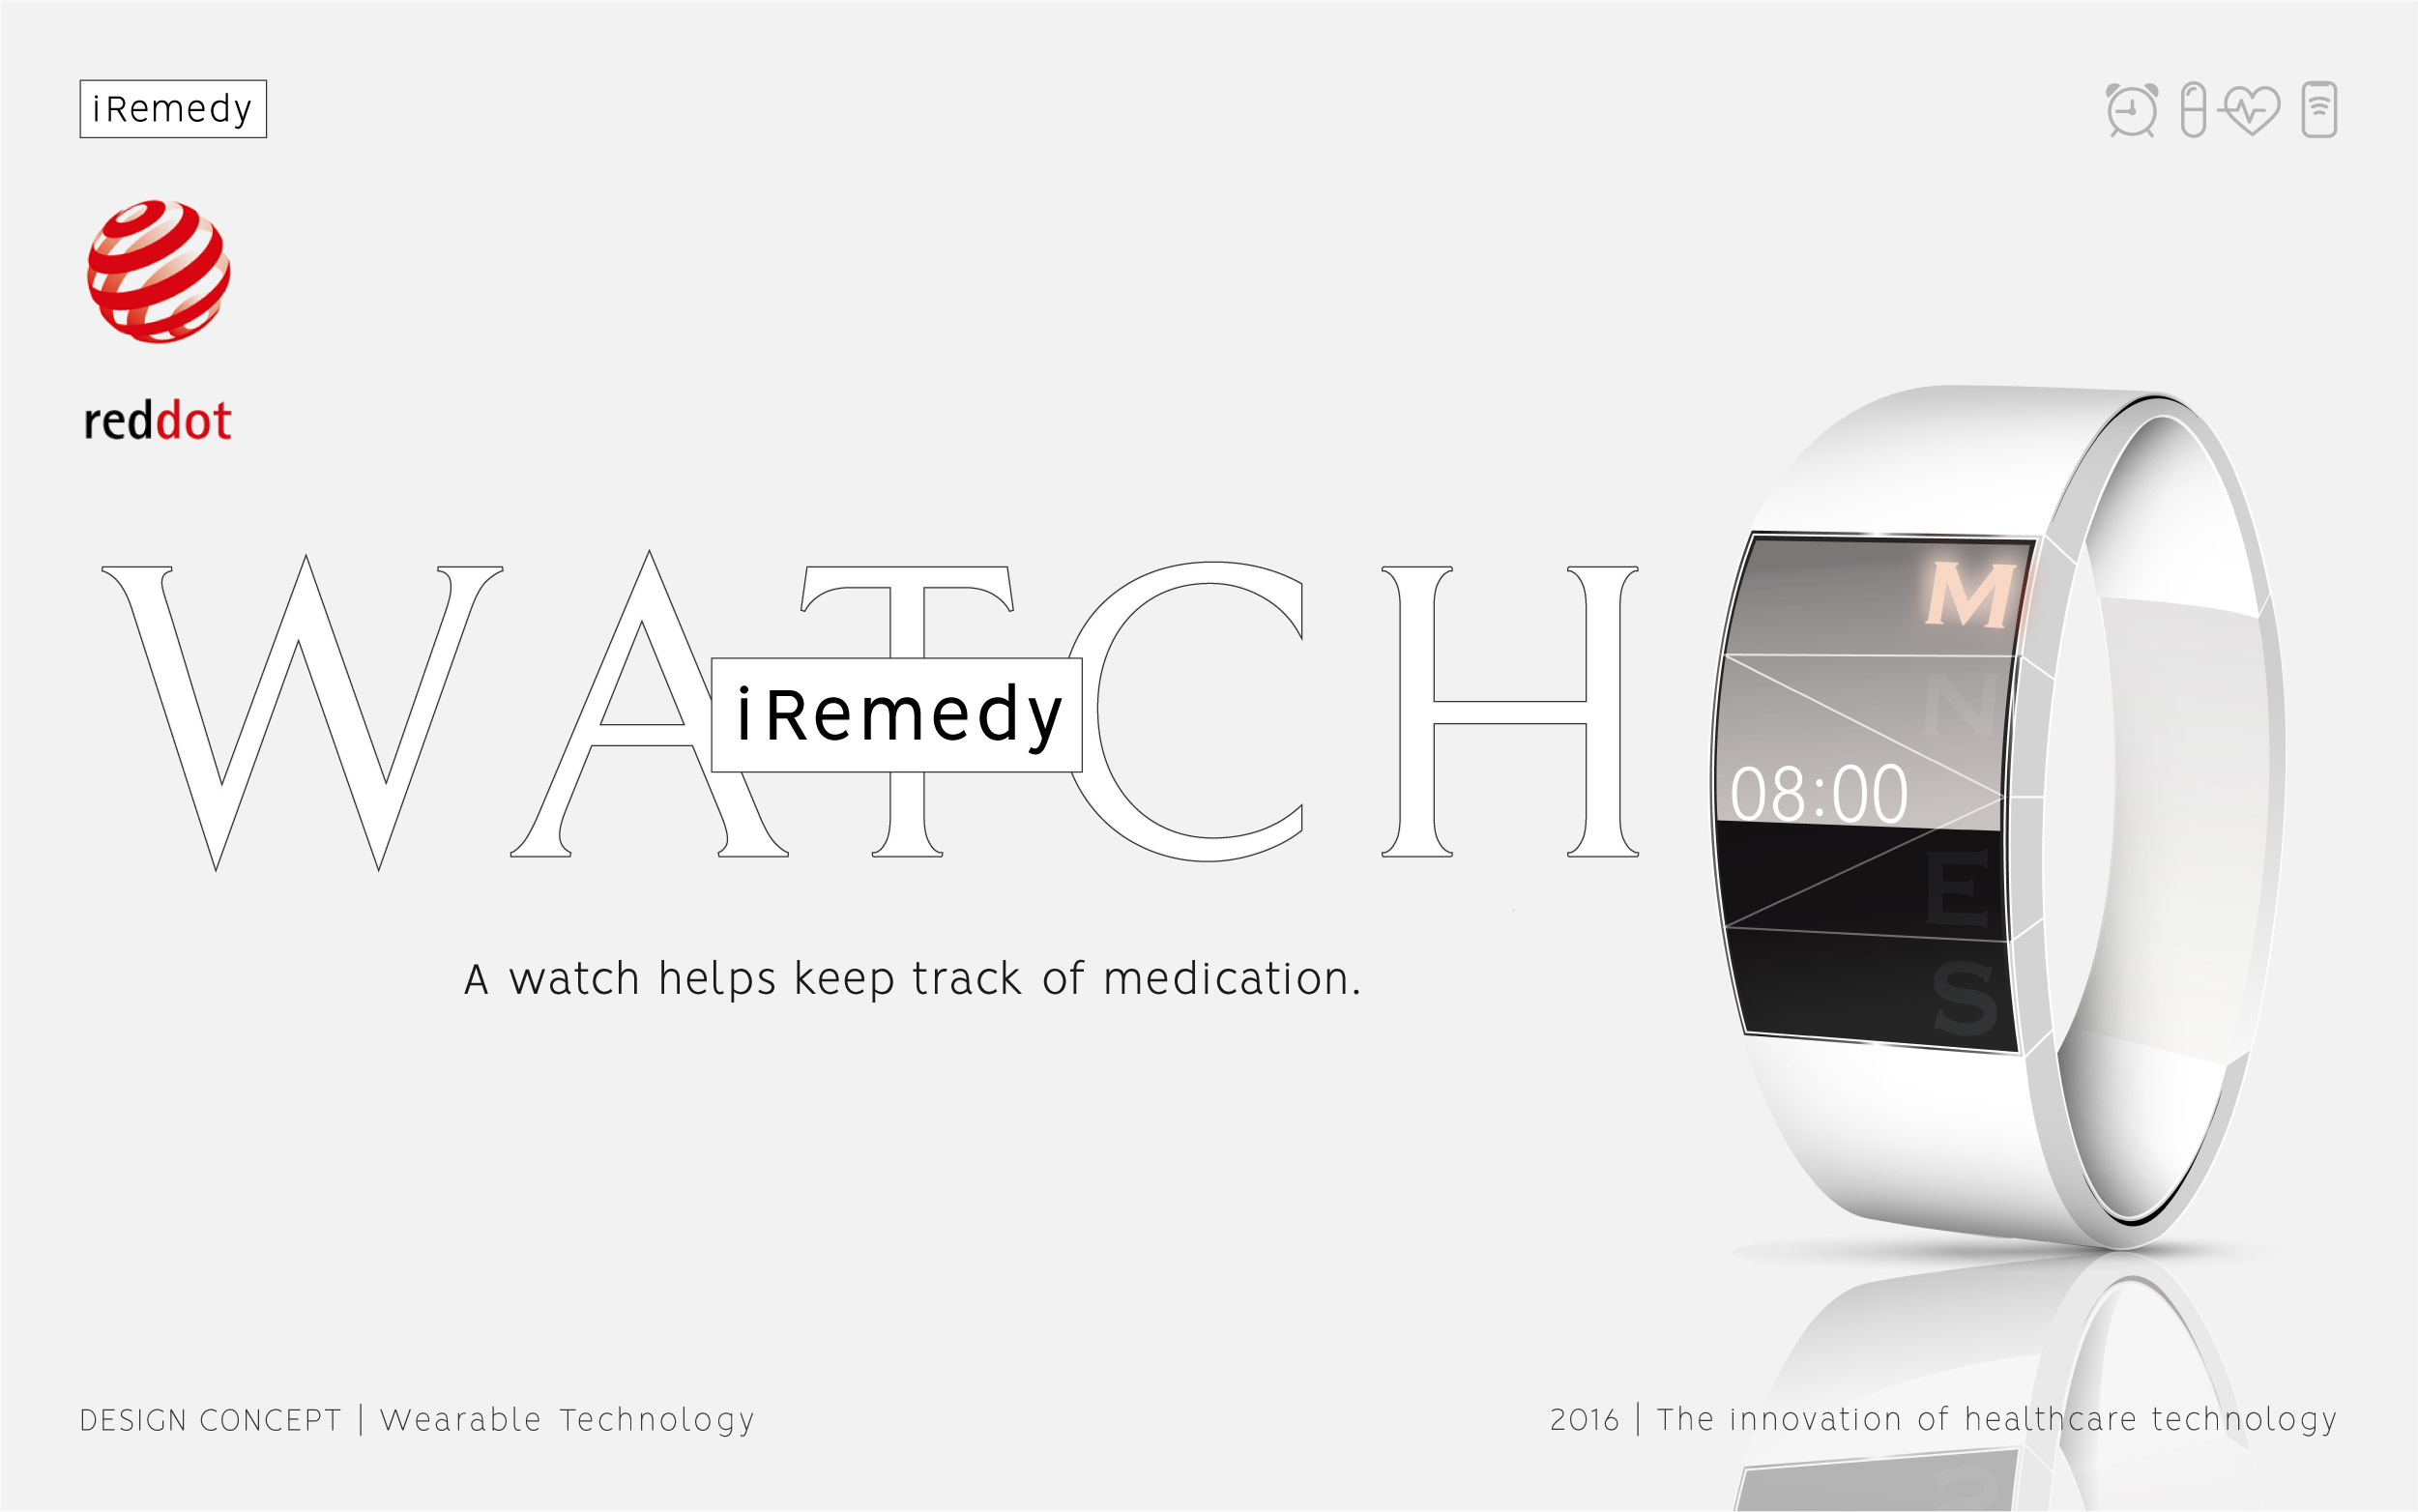 iRemedy
reddot
WATCH
iRemedy
A watch helps keep track of medication.
M
N
08:00
E
S
DESIGN CONCEPT | Wearable Technology
2016 | The innovation of healthcare technology